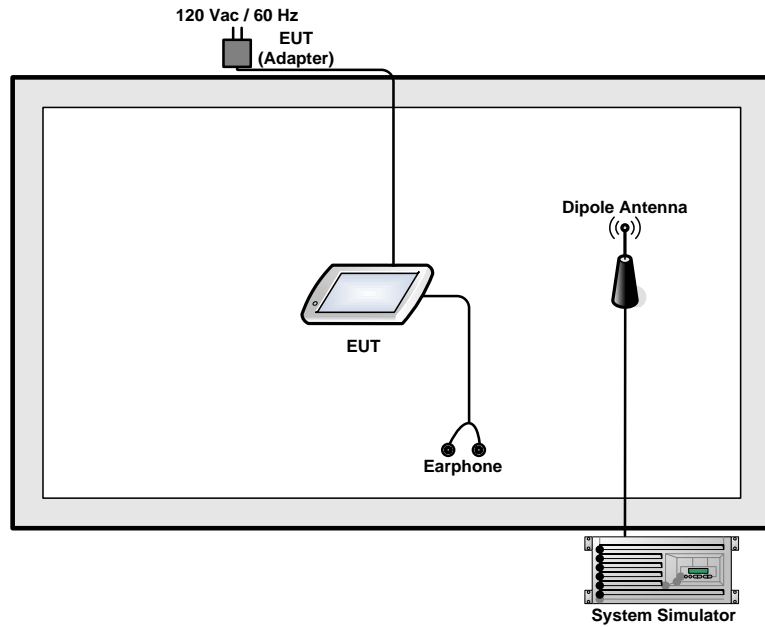 120 Vac / 60 Hz
EUT
(Adapter)
Dipole Antenna
EUT
Earphone
System Simulator